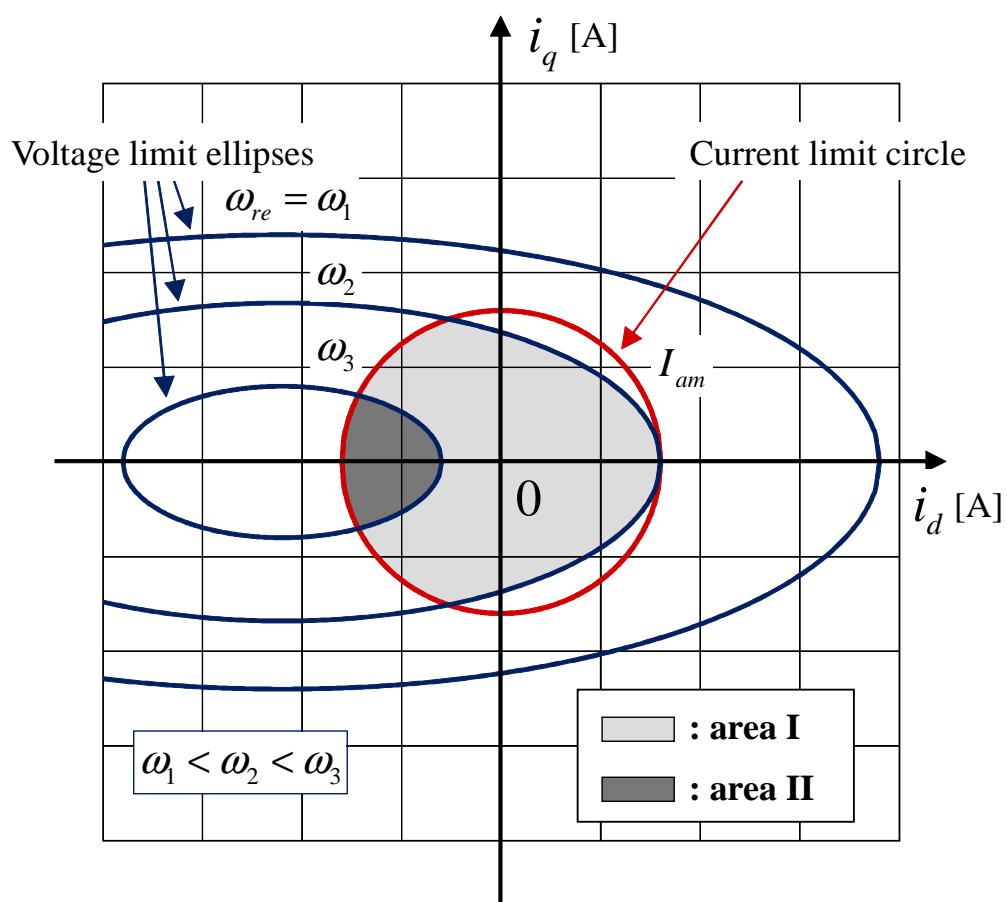 i_q [A]
Voltage limit ellipses
Current limit circle
ω_re = ω_1
ω_2
ω_3
I_am
0
i_d [A]
: area I
ω_1 < ω_2 < ω_3
: area II